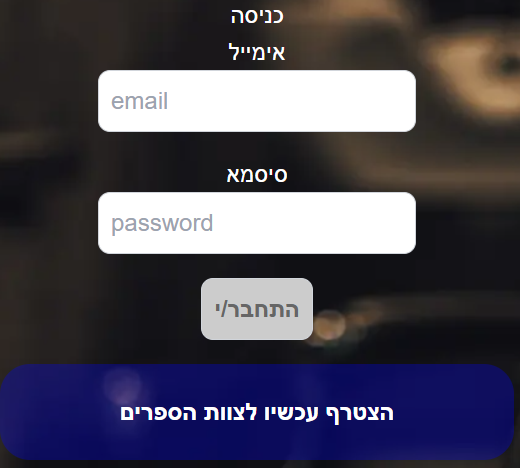 כניסה
אימייל
email
סיסמא
password
התחבר/י
הצטרף עכשיו לצוות הספרים